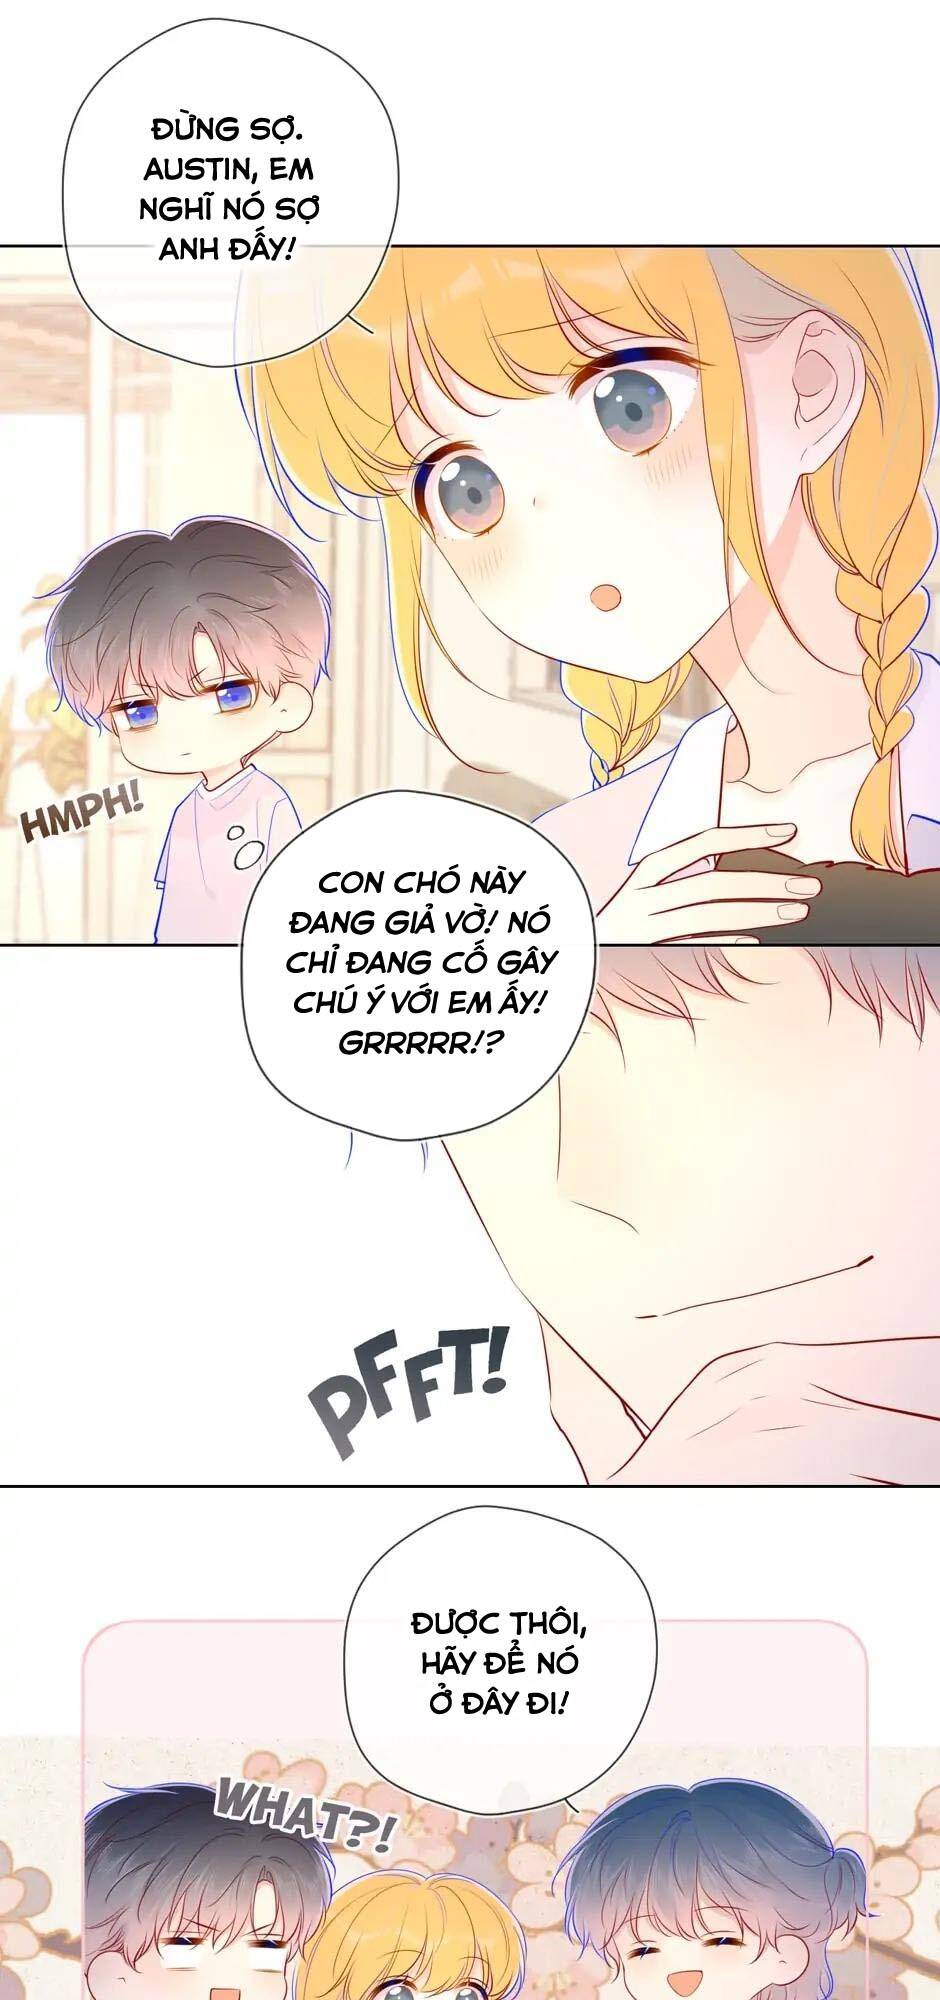 ĐỪNG SỢ.
AUSTIN, EM
NGHĨ NÓ SỢ
ANH ĐẤY!
HMPH!
CON CHÓ NÀY
ĐANG GIẢ VỜ! NÓ
CHỈ ĐANG CỐ GÂY
CHÚ Ý VỚI EM ẤY!
GRRRRR!?
PFFT!
ĐƯỢC THÔI,
HÃY ĐỂ NÓ
Ở ĐÂY ĐI!
WHAT?!